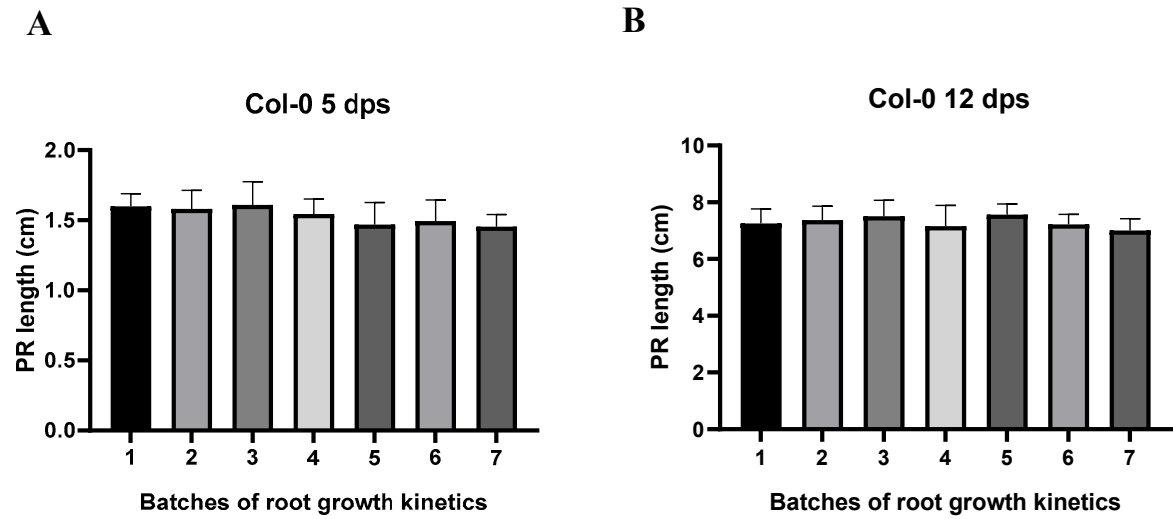 A
Col-0 5 dps
PR length (cm)
2.0
1.5
1.0
0.5
0.0
1 2 3 4 5 6 7
Batches of root growth kinetics
B
Col-0 12 dps
PR length (cm)
10
8
6
4
2
0
1 2 3 4 5 6 7
Batches of root growth kinetics